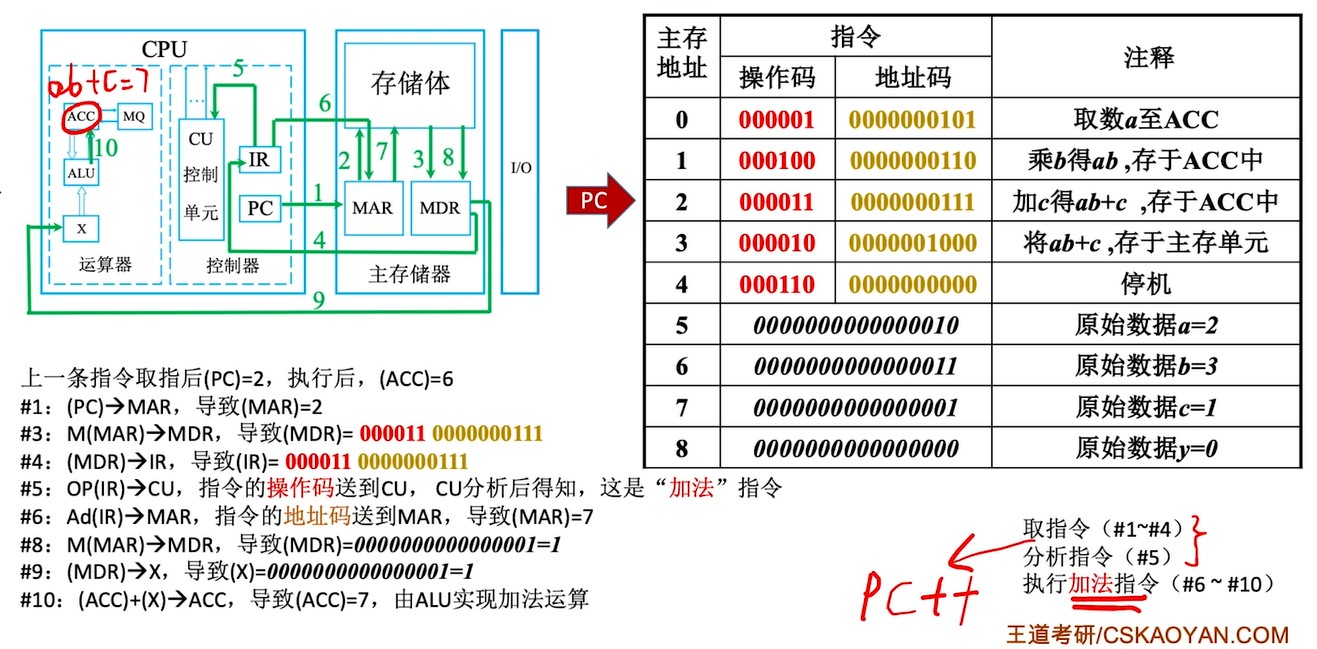 CPU
ab+c=7
ACC
MQ
10
ALU
X
运算器
5
...
CU
控制
单元
IR
PC
控制器
6
1
4
9
存储体
2
7
3
8
MAR
MDR
主存储器
I/O
PC
主存地址 指令 注释
操作码 地址码
0 000001 0000000101 取数a至ACC
1 000100 0000000110 乘b得ab ,存于ACC中
2 000011 0000000111 加c得ab+c ,存于ACC中
3 000010 0000001000 将ab+c ,存于主存单元
4 000110 0000000000 停机
5 0000000000000010 原始数据a=2
6 0000000000000011 原始数据b=3
7 0000000000000001 原始数据c=1
8 0000000000000000 原始数据y=0
上一条指令取指后(PC)=2，执行后，(ACC)=6
#1：(PC)→MAR，导致(MAR)=2
#3：M(MAR)→MDR，导致(MDR)= 000011 0000000111
#4：(MDR)→IR，导致(IR)= 000011 0000000111
#5：OP(IR)→CU，指令的操作码送到CU， CU分析后得知，这是“加法”指令
#6：Ad(IR)→MAR，指令的地址码送到MAR，导致(MAR)=7
#8：M(MAR)→MDR，导致(MDR)=0000000000000001=1
#9：(MDR)→X，导致(X)=0000000000000001=1
#10：(ACC)+(X)→ACC，导致(ACC)=7，由ALU实现加法运算
PC++
取指令（#1~#4）
分析指令（#5）
执行加法指令（#6 ~ #10）
王道考研/CSKAOYAN.COM